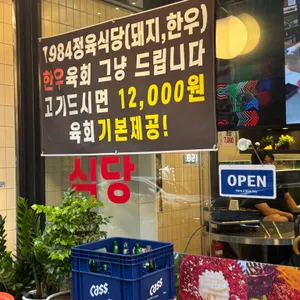 1984정육식당(돼지,한우)
한우육회 그냥 드립니다
고기드시면 12,000원
육회기본제공!
식당
OPEN
cass
cass
7,000